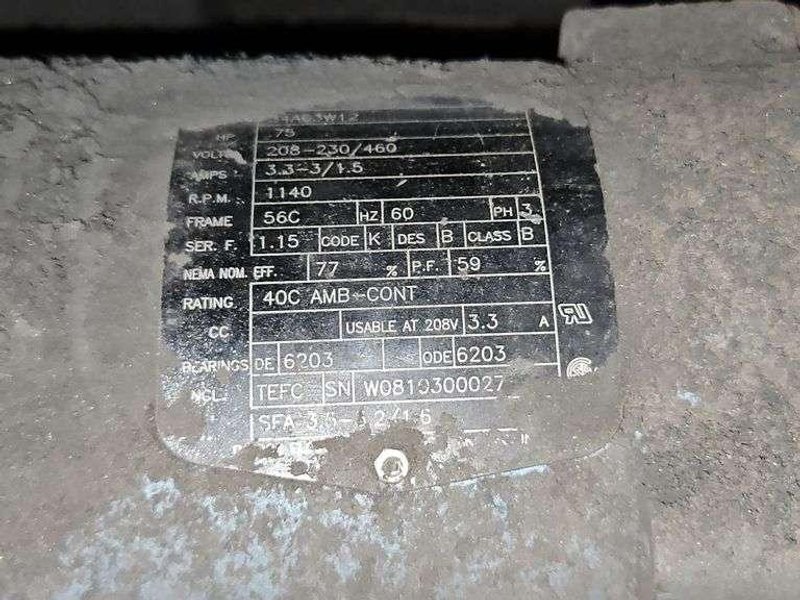 HP .75
VOLTS 208-230/460
AMPS 3.3-3/1.5
R.P.M. 1140
FRAME 56C HZ 60 PH 3
SER. F. 1.15 CODE K DES B CLASS B
NEMA NOM. EFF. 77 % P.F. 59 %
RATING 40C AMB-CONT
CC USABLE AT 208V 3.3 A
BEARINGS DE 6203 ODE 6203
TEFC SN W0810300027
SFA